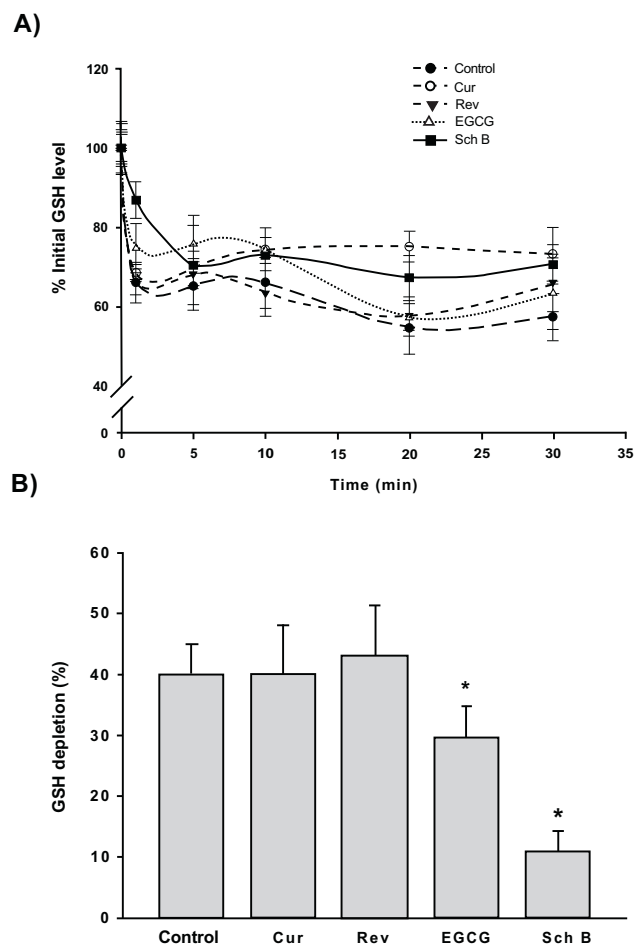 A)
Control
Cur
Rev
EGCG
Sch B
% Initial GSH level
120
100
80
60
40
0
0 5 10 15 20 25 30 35
Time (min)
B)
GSH depletion (%)
60
50
40
30
20
10
0
*
*
Control Cur Rev EGCG Sch B